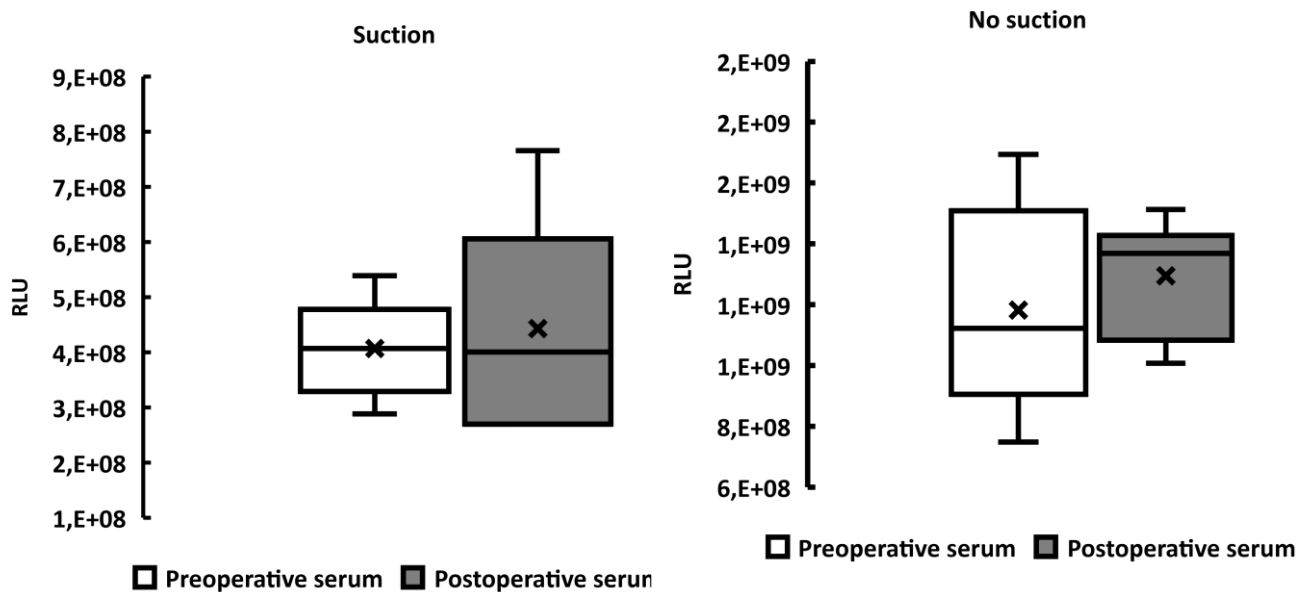 Suction
9,E+08
8,E+08
7,E+08
6,E+08
5,E+08
4,E+08
3,E+08
2,E+08
1,E+08
RLU
Preoperative serum
Postoperative serun
No suction
2,E+09
2,E+09
2,E+09
1,E+09
1,E+09
1,E+09
8,E+08
6,E+08
RLU
Preoperative serum
Postoperative serum